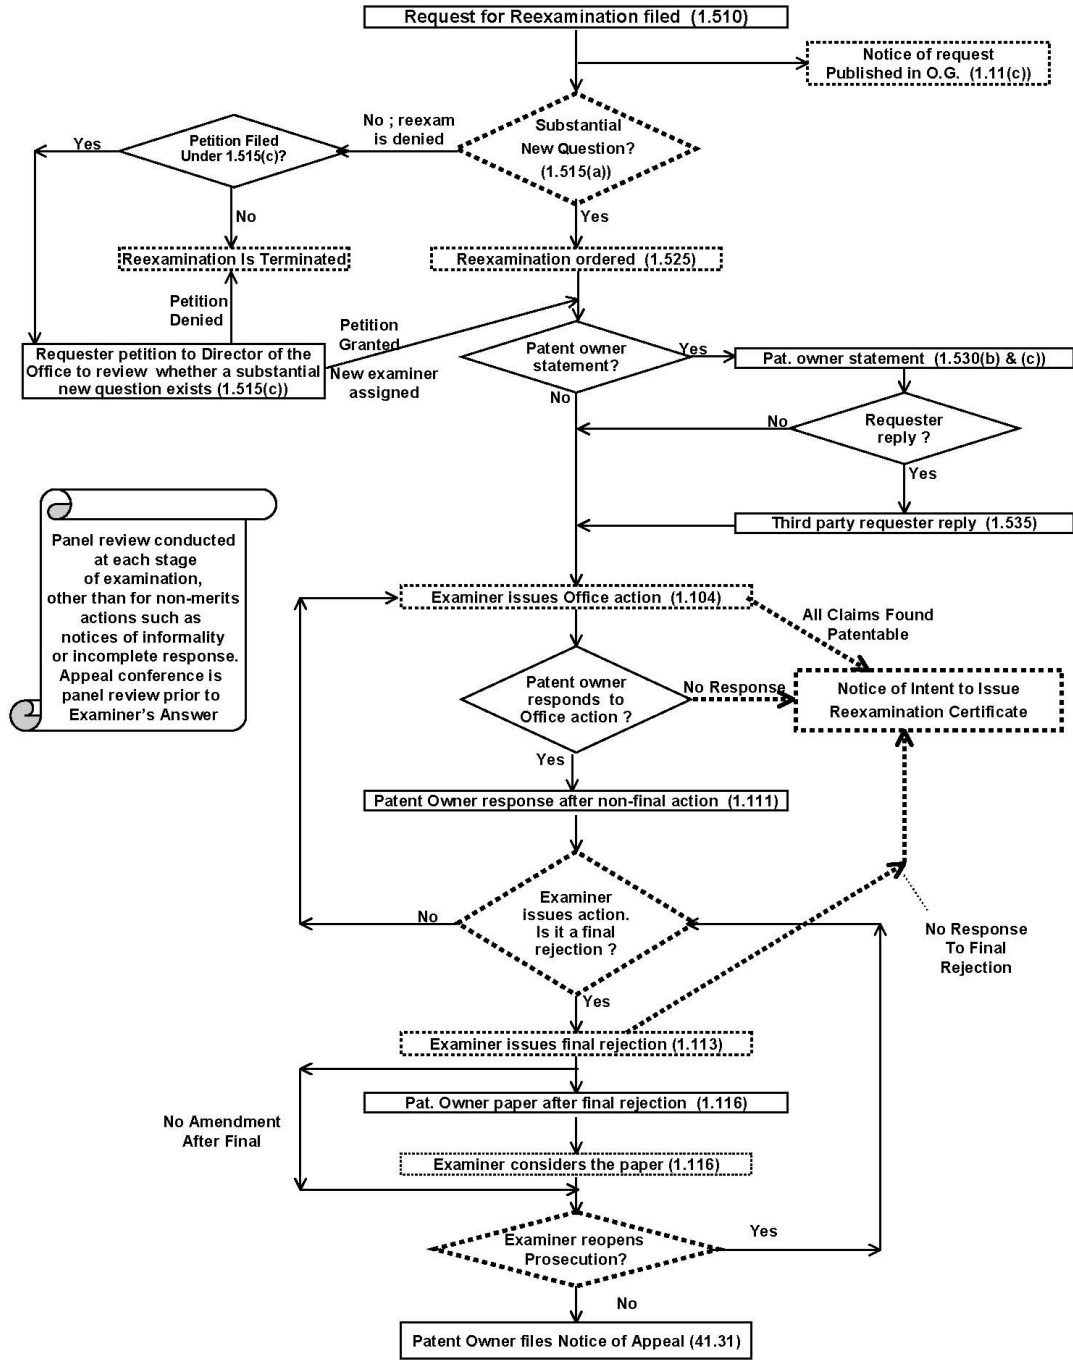 Request for Reexamination filed (1.510)
Notice of request
Published in O.G. (1.11(c))
No ; reexam
is denied
Substantial
New Question?
(1.515(a))
Yes
Petition Filed
Under 1.515(c)?
No
Yes
Reexamination Is Terminated
Reexamination ordered (1.525)
Petition
Denied
Petition
Granted
New examiner
assigned
Requester petition to Director of the
Office to review whether a substantial
new question exists (1.515(c))
Patent owner
statement?
Yes
Pat. owner statement (1.530(b) & (c))
No
No
Requester
reply ?
Yes
Third party requester reply (1.535)
Panel review conducted
at each stage
of examination,
other than for non-merits
actions such as
notices of informality
or incomplete response.
Appeal conference is
panel review prior to
Examiner's Answer
Examiner issues Office action (1.104)
All Claims Found
Patentable
Patent owner
responds to
Office action ?
No Response
Notice of Intent to Issue
Reexamination Certificate
Yes
Patent Owner response after non-final action (1.111)
Examiner
issues action.
Is it a final
rejection ?
No
No Response
To Final
Rejection
Yes
Examiner issues final rejection (1.113)
Pat. Owner paper after final rejection (1.116)
No Amendment
After Final
Examiner considers the paper (1.116)
Examiner reopens
Prosecution?
Yes
No
Patent Owner files Notice of Appeal (41.31)